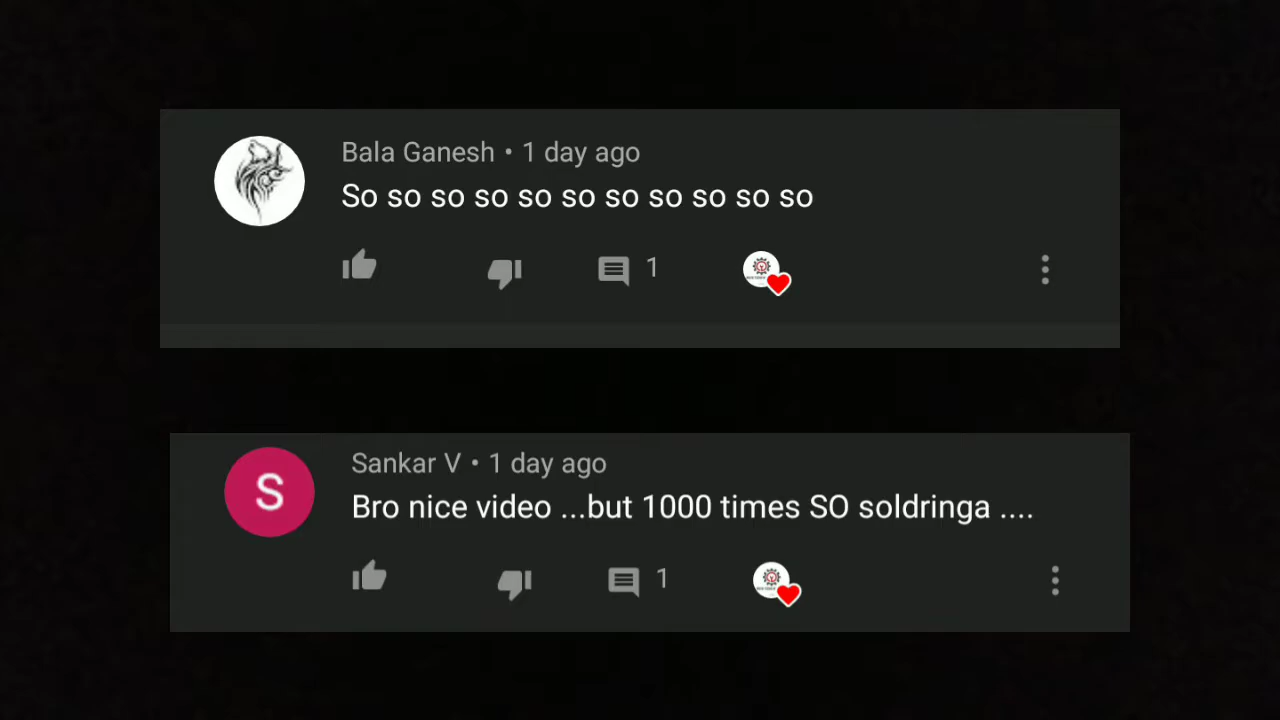 Bala Ganesh • 1 day ago
So so so so so so so so so so so
1
Sankar V • 1 day ago
S
Bro nice video ...but 1000 times SO soldringa ....
1